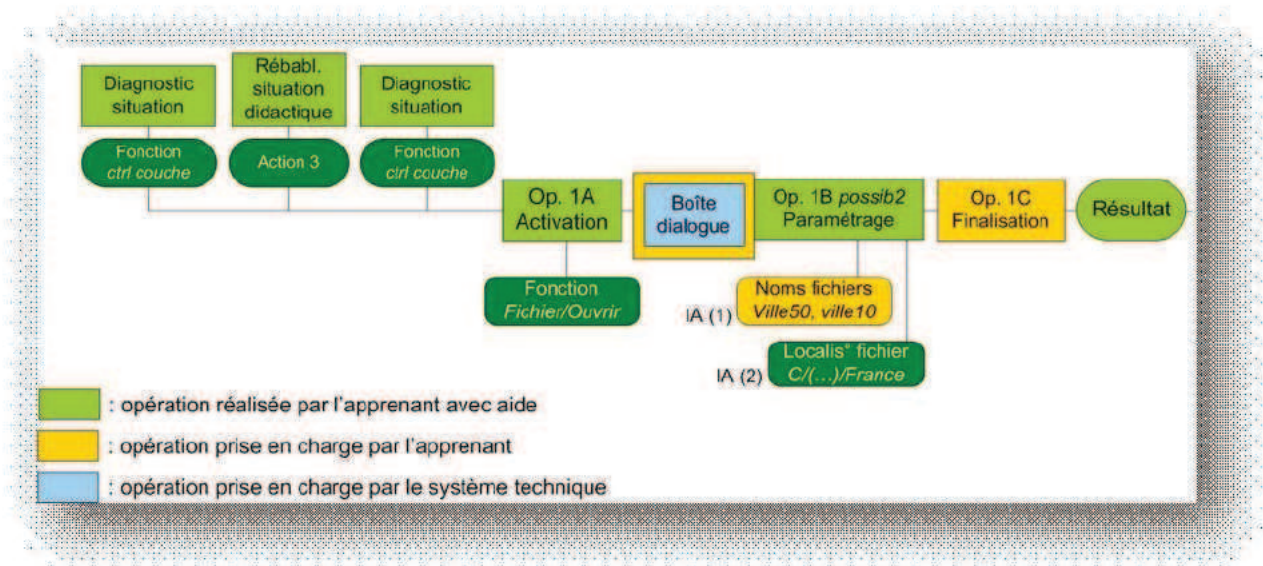 Diagnostic
situation
Rébabl.
situation
didactique
Diagnostic
situation
Fonction
ctrl couche
Action 3
Fonction
ctrl couche
Op. 1A
Activation
Boîte
dialogue
Op. 1B possib2
Paramétrage
Op. 1C
Finalisation
Résultat
Fonction
Fichier/Ouvrir
IA (1)
Noms fichiers
Ville50, ville10
IA (2)
Localis° fichier
C/(...)/France
: opération réalisée par l'apprenant avec aide
: opération prise en charge par l'apprenant
: opération prise en charge par le système technique